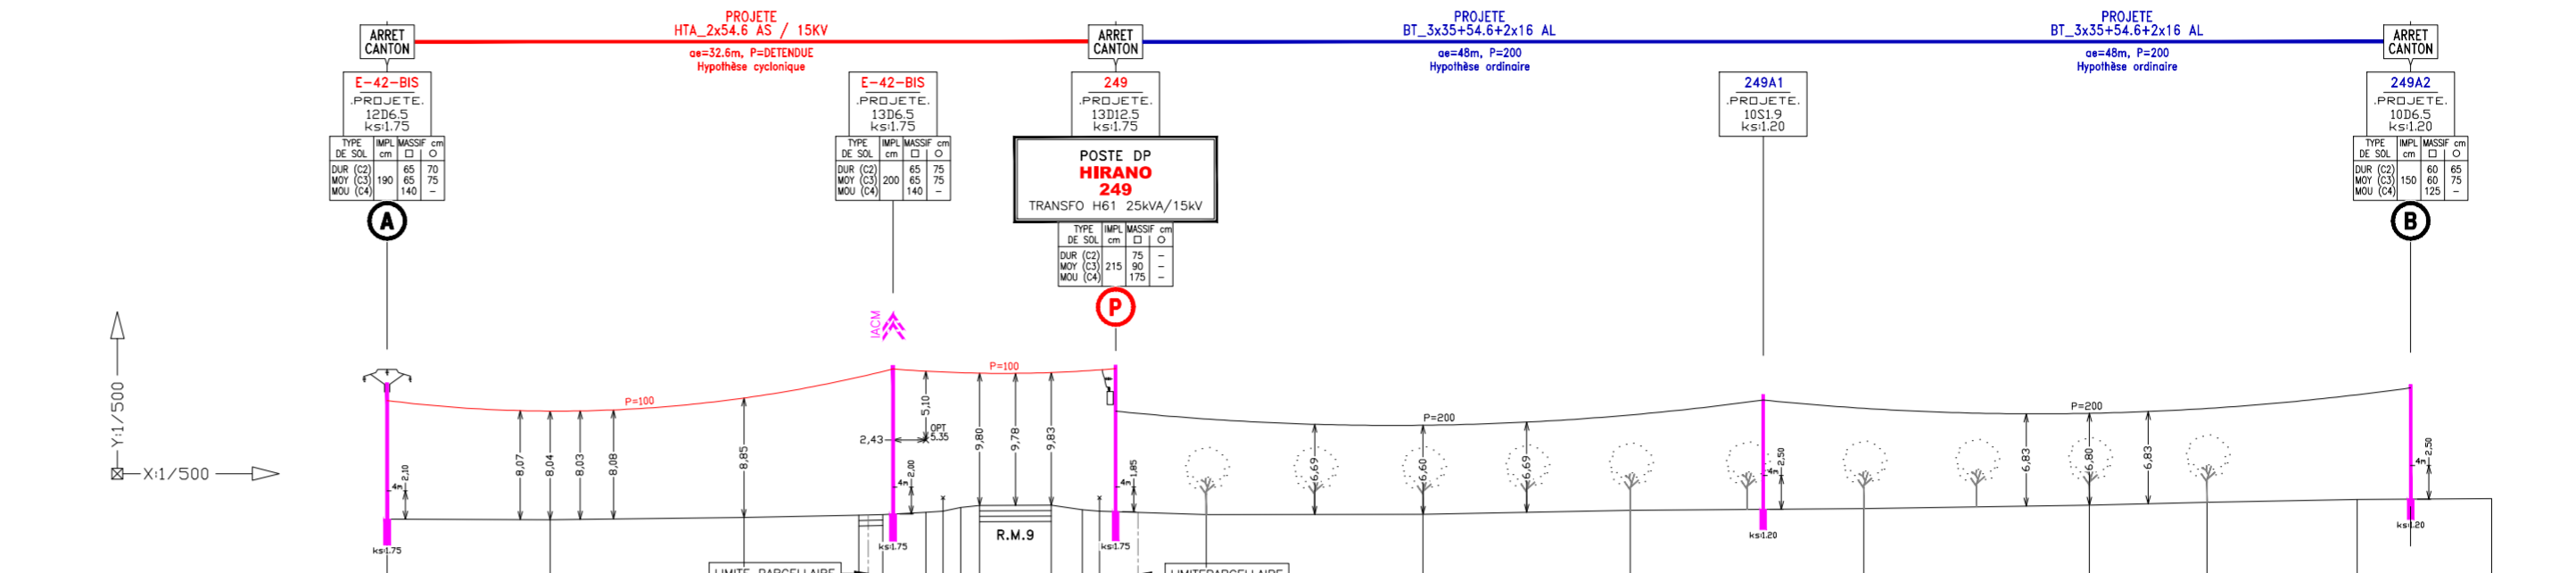 PROJETE
HTA_2x54.6 AS / 15KV
ae=32.6m, P=DETENDUE
Hypothèse cyclonique
PROJETE
BT_3x35+54.6+2x16 AL
ae=48m, P=200
Hypothèse ordinaire
PROJETE
BT_3x35+54.6+2x16 AL
ae=48m, P=200
Hypothèse ordinaire
ARRET
CANTON
ARRET
CANTON
ARRET
CANTON
E-42-BIS
.PROJETE.
12D6.5
ks:1.75
TYPE DE SOL IMPL cm MASSIF cm
DUR (C2) 65 70
MOY (C3) 190 65 75
MOU (C4) 140 -
A
E-42-BIS
.PROJETE.
13D6.5
ks:1.75
TYPE DE SOL IMPL cm MASSIF cm
DUR (C2) 65 75
MOY (C3) 200 65 75
MOU (C4) 140 -
249
.PROJETE.
13D12.5
ks:1.75
POSTE DP
HIRANO
249
TRANSFO H61 25kVA/15kV
TYPE DE SOL IMPL cm MASSIF cm
DUR (C2) 75 -
MOY (C3) 215 90 -
MOU (C4) 175 -
P
249A1
.PROJETE.
10S1.9
ks:1.20
249A2
.PROJETE.
10D6.5
ks:1.20
TYPE DE SOL IMPL cm MASSIF cm
DUR (C2) 60 65
MOY (C3) 150 60 75
MOU (C4) 125 -
B
IACM
Y:1/500
X:1/500
P=100
P=100
P=200
P=200
4m 2,10
8,07
8,04
8,03
8,08
8,85
2,43
5,10
OPT
5.35
4m 2,00
9,80
9,78
9,83
4m 1,85
6,69
6,60
6,69
4m 2,50
6,83
6,80
6,83
4m 2,50
R.M.9
ks:1.75
ks:1.75
ks:1.75
ks:1.20
ks:1.20
LIMITE PARCELLAIRE
LIMITEPARCELLAIRE